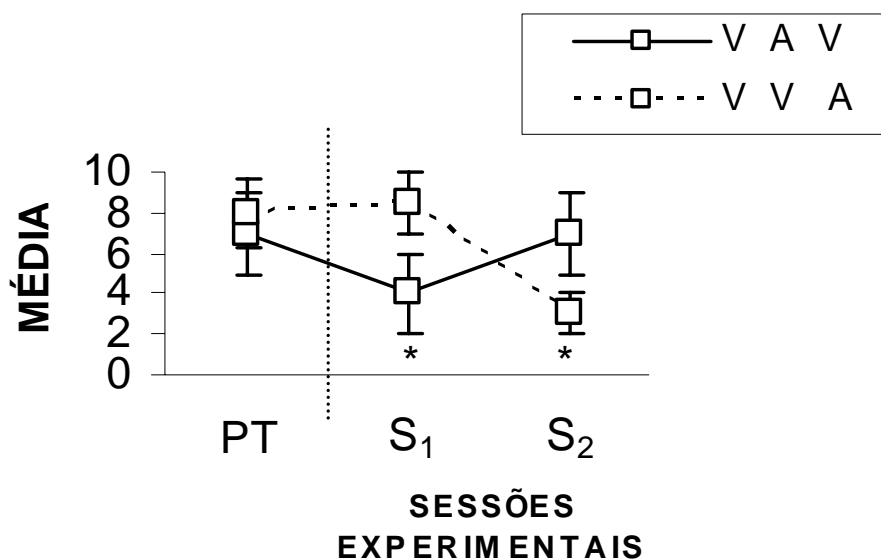 V A V
V V A
MÉDIA
10
8
6
4
2
0
* *
PT S₁ S₂
SESSÕES
EXPERIMENTAIS